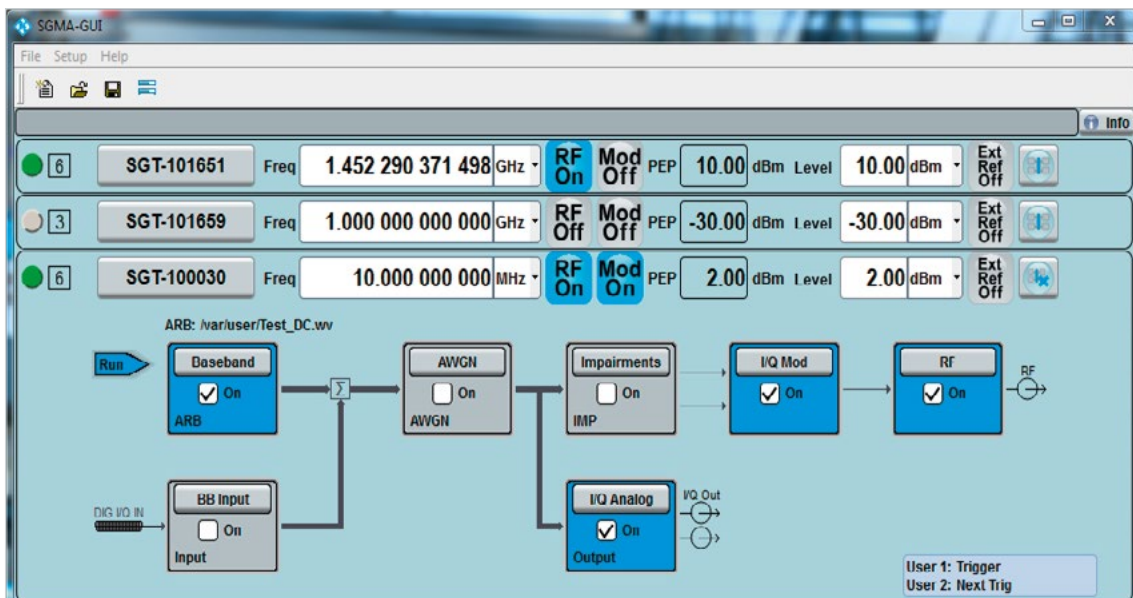 SGMA-GUI
File Setup Help
Info
6 SGT-101651 Freq 1.452 290 371 498 GHz RF On Mod Off PEP 10.00 dBm Level 10.00 dBm Ext Ref Off
3 SGT-101659 Freq 1.000 000 000 000 GHz RF Off Mod Off PEP -30.00 dBm Level -30.00 dBm Ext Ref Off
6 SGT-100030 Freq 10.000 000 000 MHz RF On Mod On PEP 2.00 dBm Level 2.00 dBm Ext Ref Off
ARB: /var/user/Test_DC.wv
Run Baseband AWGN Impairments I/Q Mod RF RF
On Σ On On On On
ARB AWGN IMP
BB Input I/Q Analog I/Q Out
DIG I/Q IN On On
Input Output
User 1: Trigger
User 2: Next Trig